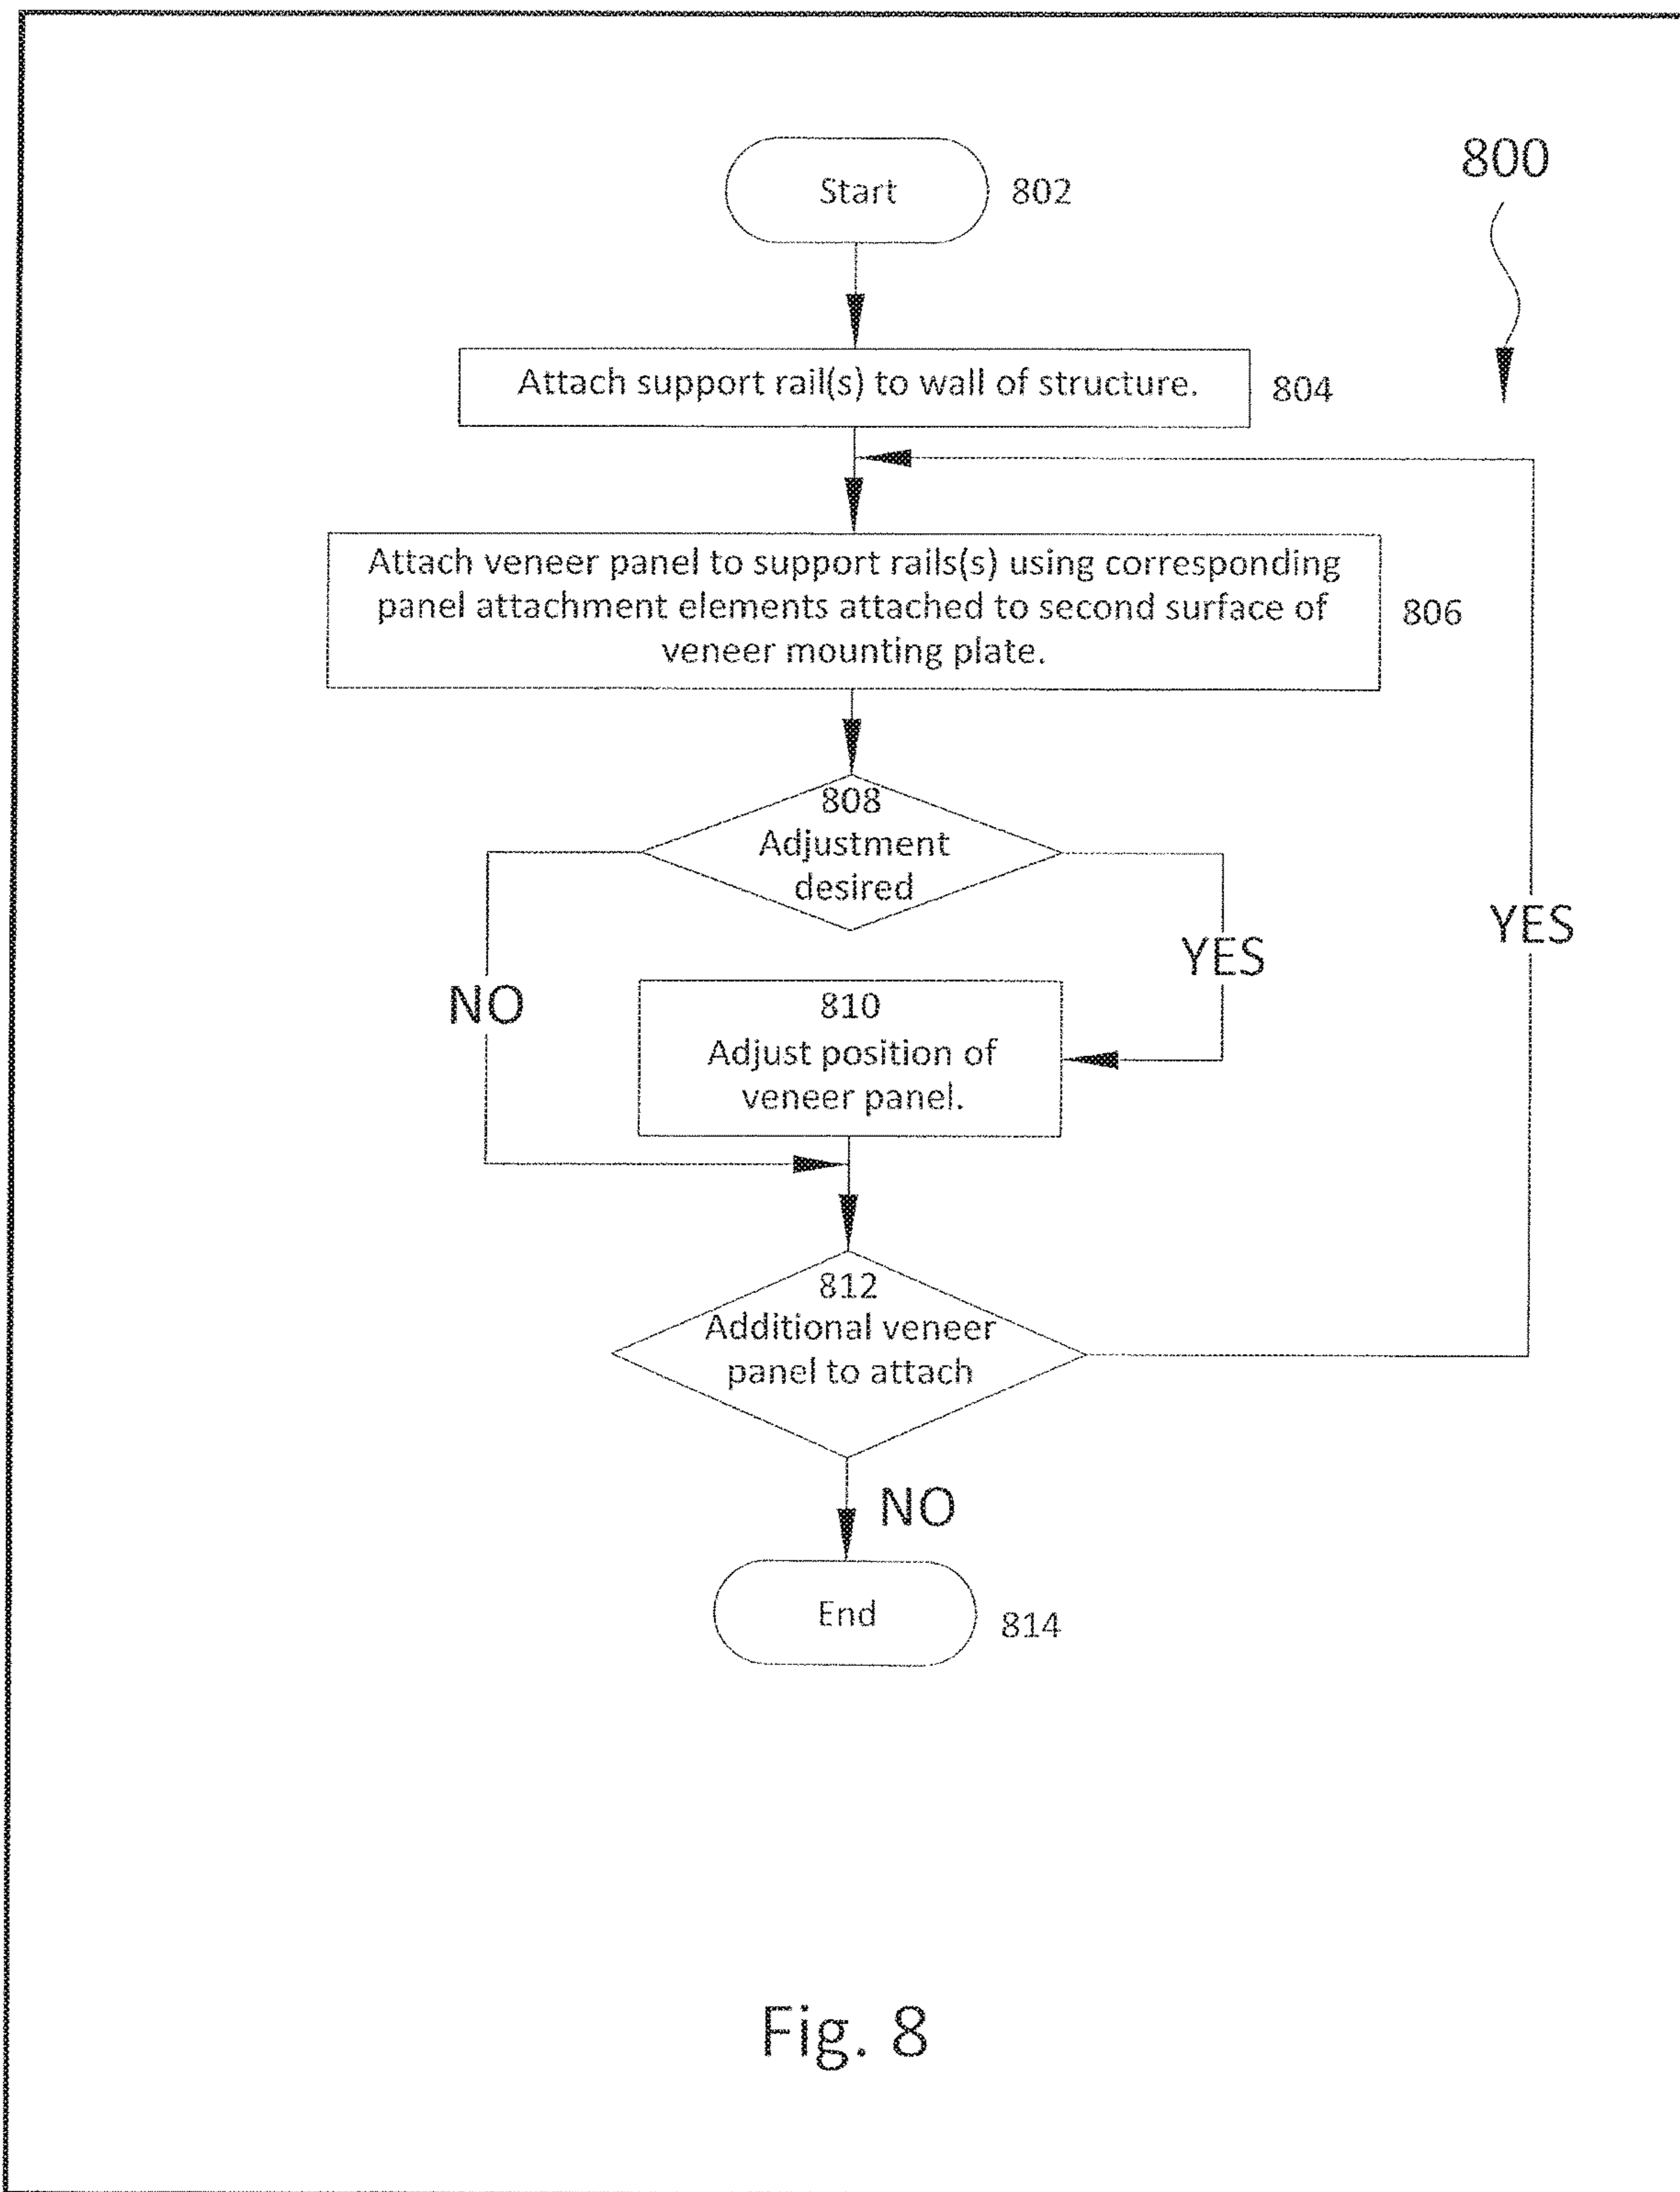 800
Start
802
Attach support rail(s) to wall of structure.
804
Attach veneer panel to support rails(s) using corresponding
panel attachment elements attached to second surface of
veneer mounting plate.
806
808
Adjustment
desired
YES
YES
NO
810
Adjust position of
veneer panel.
812
Additional veneer
panel to attach
NO
End
814
Fig. 8